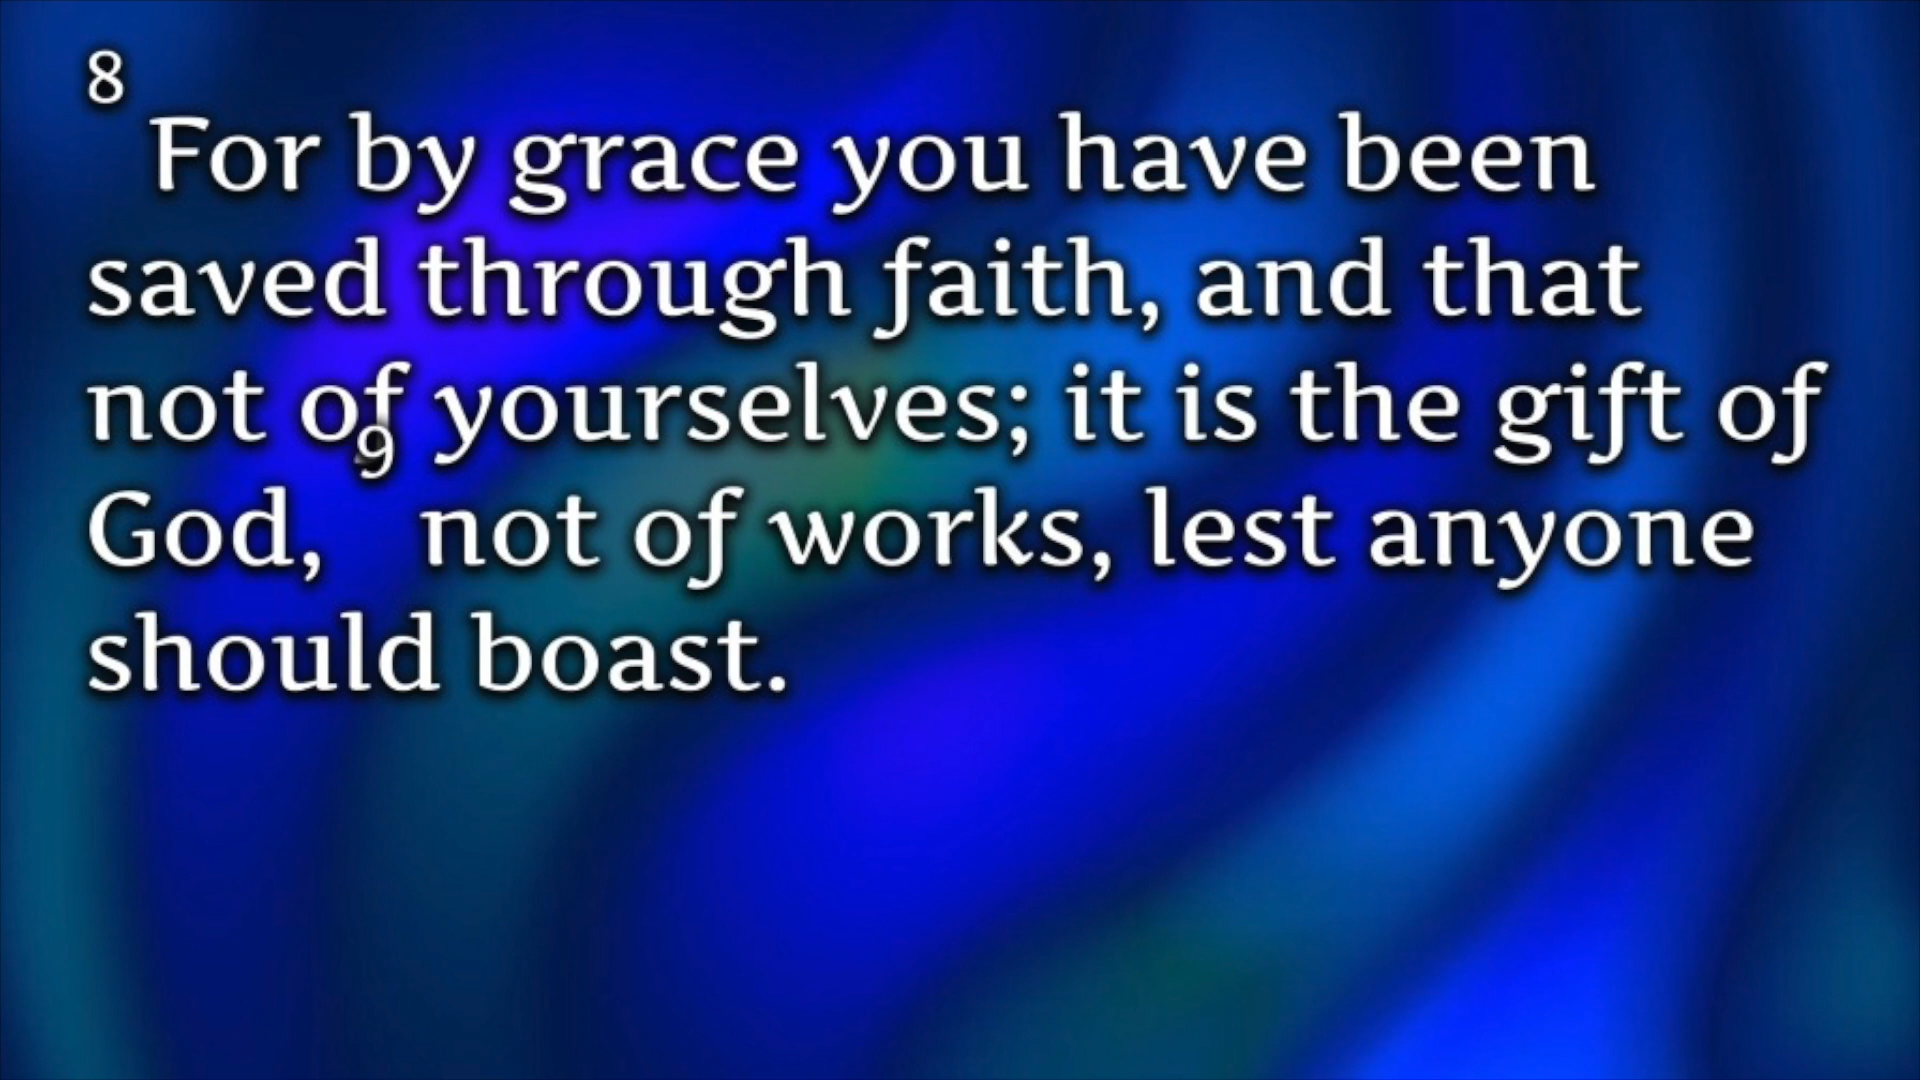 8
For by grace you have been
saved through faith, and that
not of yourselves; it is the gift of
9
God, not of works, lest anyone
should boast.